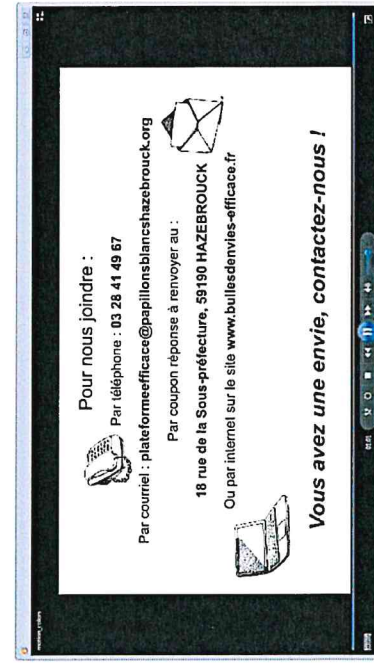 Pour nous joindre :
Par téléphone : 03 28 41 49 67
Par courriel : plateformeefficace@papillonsblancshazebrouck.org
Par coupon réponse à renvoyer au :
18 rue de la Sous-préfecture, 59190 HAZEBROUCK
Ou par internet sur le site www.bullesdenvies-efficace.fr
Vous avez une envie, contactez-nous !